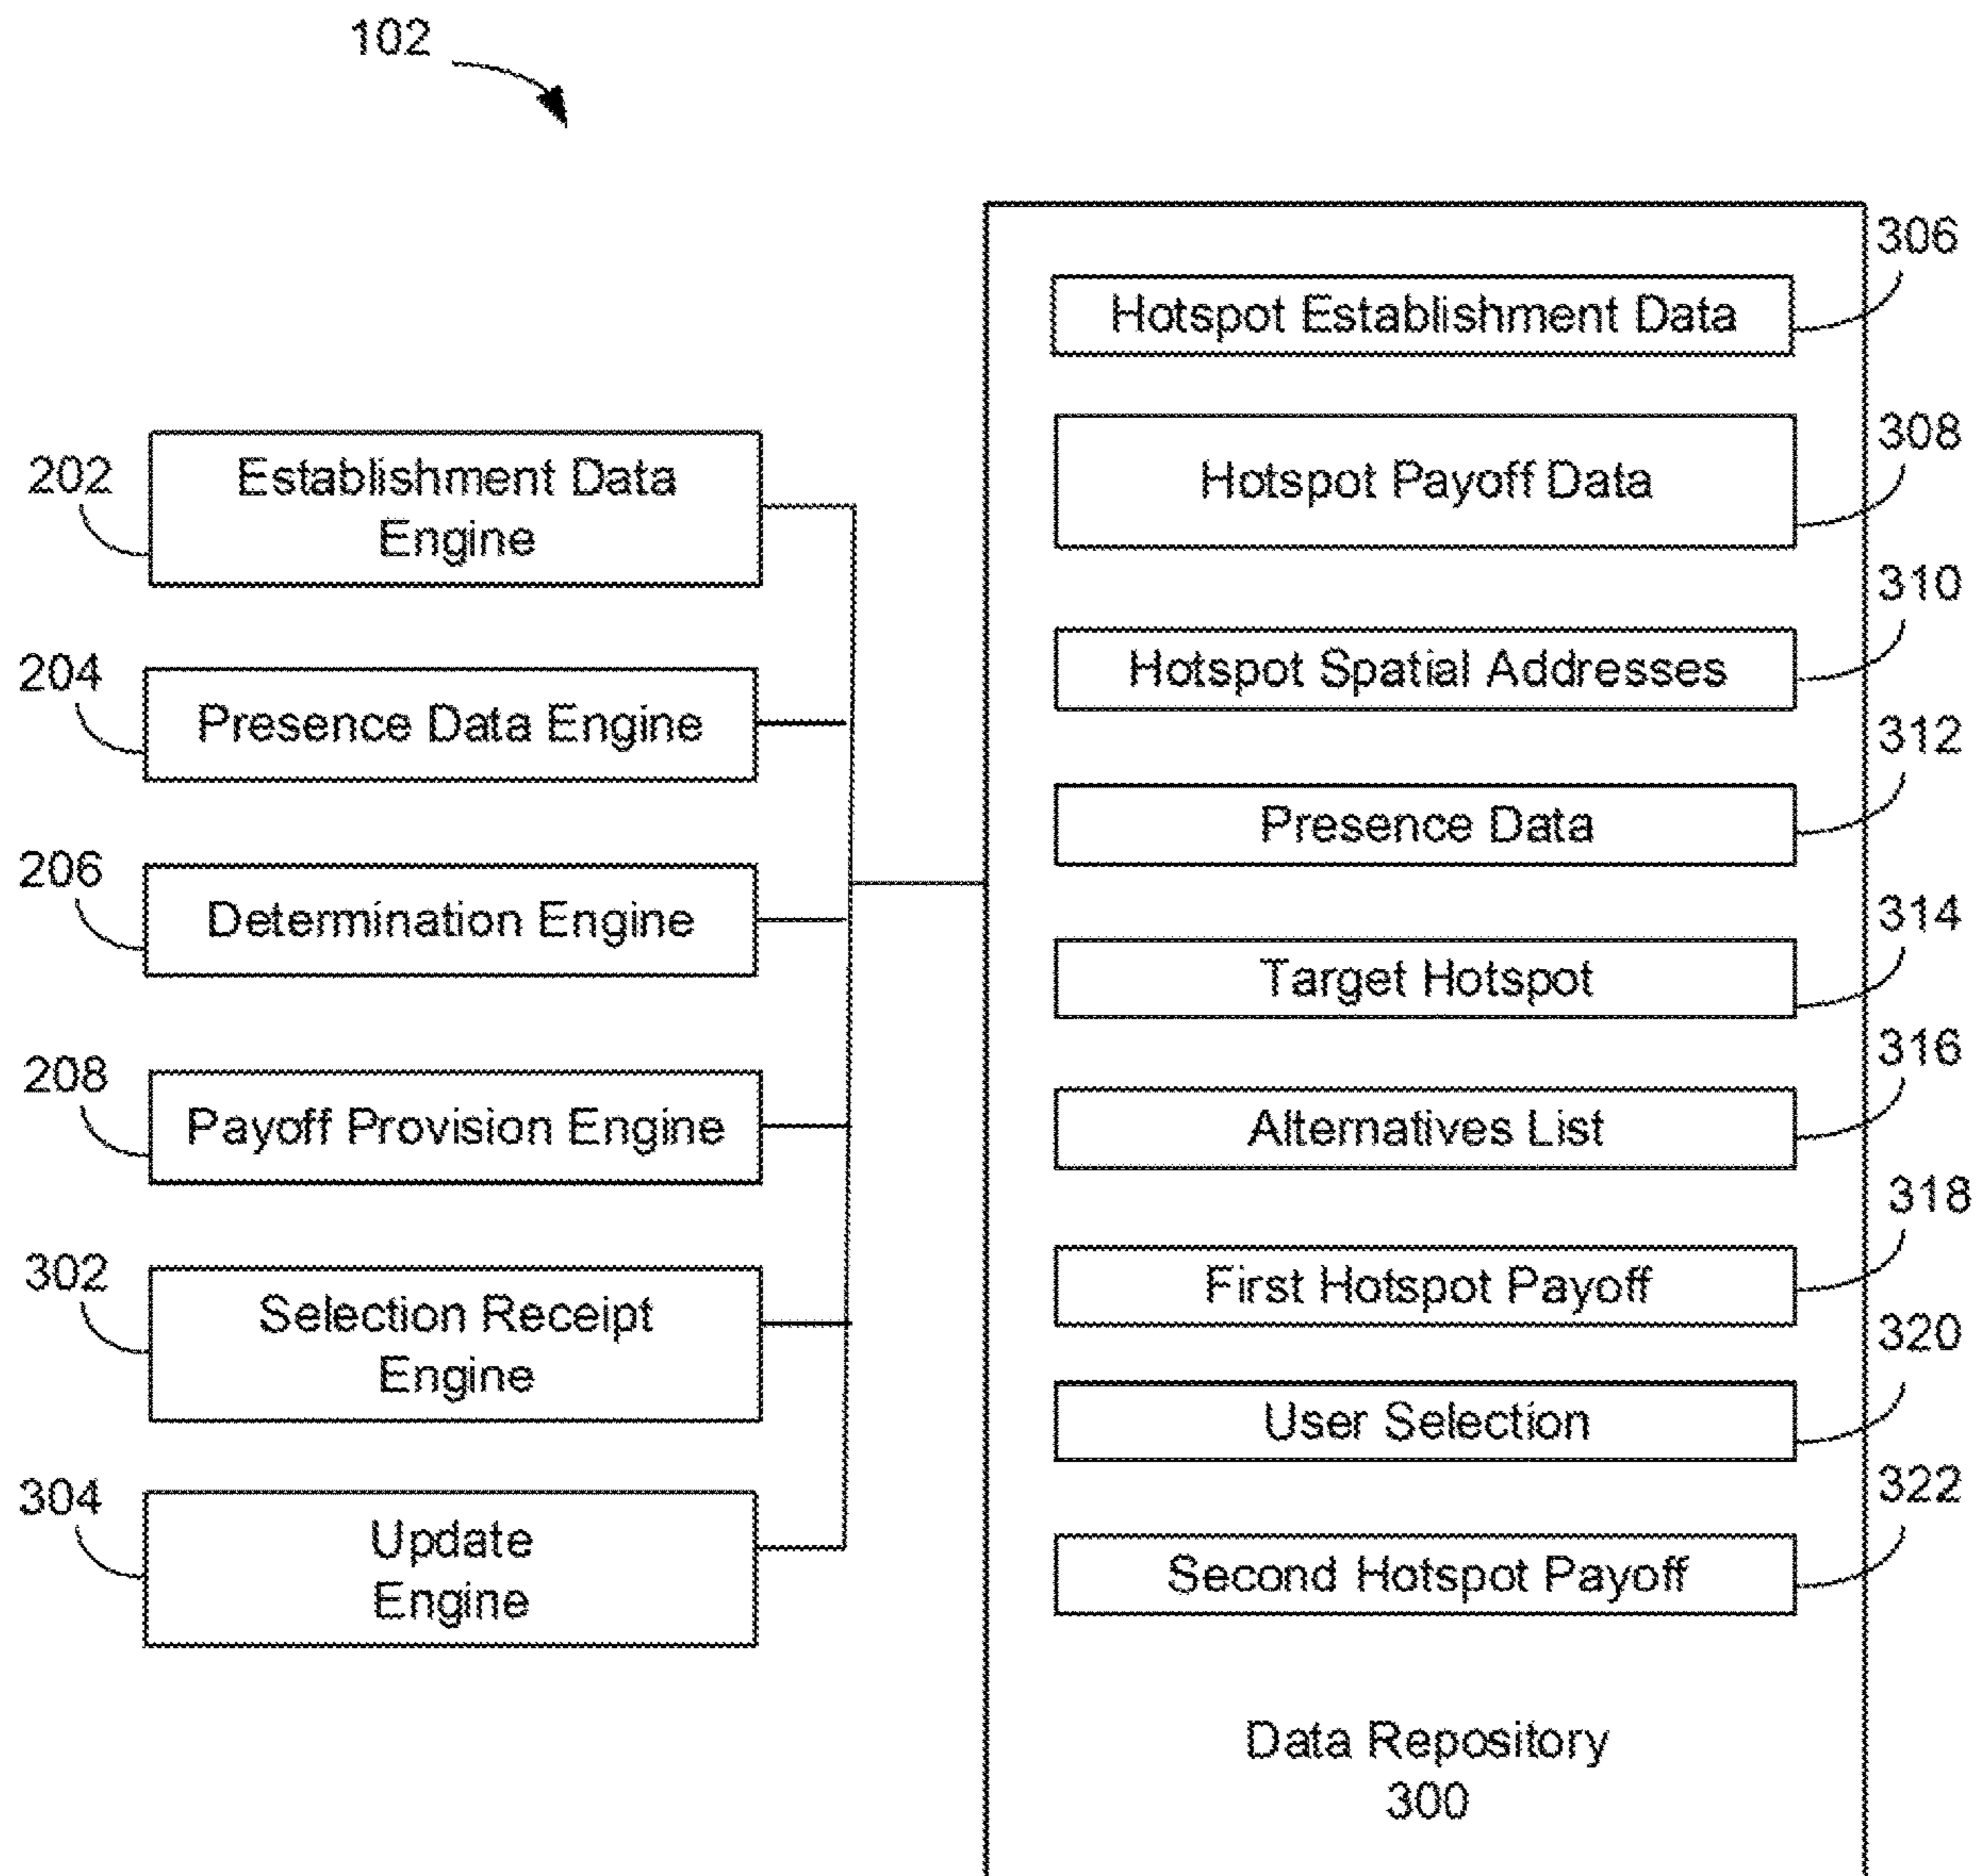 102
202
Establishment Data
Engine
204
Presence Data Engine
206
Determination Engine
208
Payoff Provision Engine
302
Selection Receipt
Engine
304
Update
Engine
306
Hotspot Establishment Data
308
Hotspot Payoff Data
310
Hotspot Spatial Addresses
312
Presence Data
314
Target Hotspot
316
Alternatives List
318
First Hotspot Payoff
320
User Selection
322
Second Hotspot Payoff
Data Repository
300